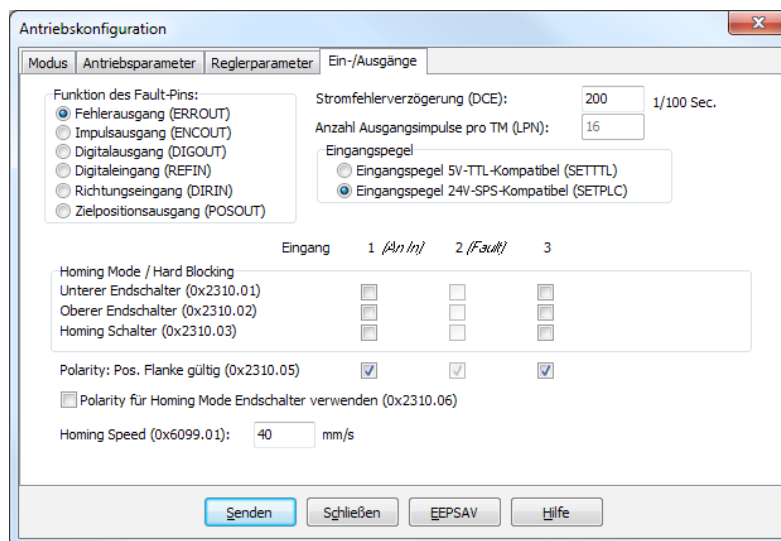 Antriebskonfiguration
Modus Antriebsparameter Reglerparameter Ein-/Ausgänge
Funktion des Fault-Pins:
Fehlerausgang (ERROUT)
Impulsausgang (ENCOUT)
Digitalausgang (DIGOUT)
Digitaleingang (REFIN)
Richtungseingang (DIRIN)
Zielpositionsausgang (POSOUT)
Stromfehlerverzögerung (DCE): 200 1/100 Sec.
Anzahl Ausgangsimpulse pro TM (LPN): 16
Eingangspegel
Eingangspegel 5V-TTL-Kompatibel (SETTTL)
Eingangspegel 24V-SPS-Kompatibel (SETPLC)
Eingang 1 (An In) 2 (Fault) 3
Homing Mode / Hard Blocking
Unterer Endschalter (0x2310.01)
Oberer Endschalter (0x2310.02)
Homing Schalter (0x2310.03)
Polarity: Pos. Flanke gültig (0x2310.05)
Polarity für Homing Mode Endschalter verwenden (0x2310.06)
Homing Speed (0x6099.01): 40 mm/s
Senden Schließen EEPSAV Hilfe